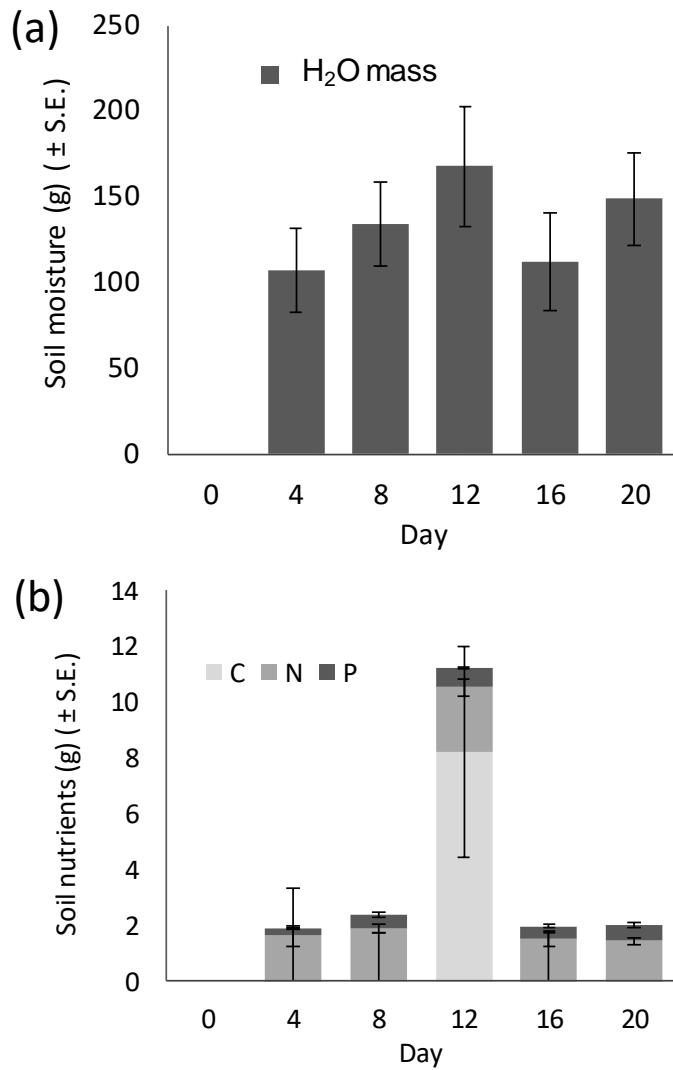 (a)
Soil moisture (g) ( ± S.E.)
250
200
150
100
50
0
H₂O mass
0 4 8 12 16 20
Day
(b)
Soil nutrients (g) ( ± S.E.)
14
12
10
8
6
4
2
0
C N P
0 4 8 12 16 20
Day